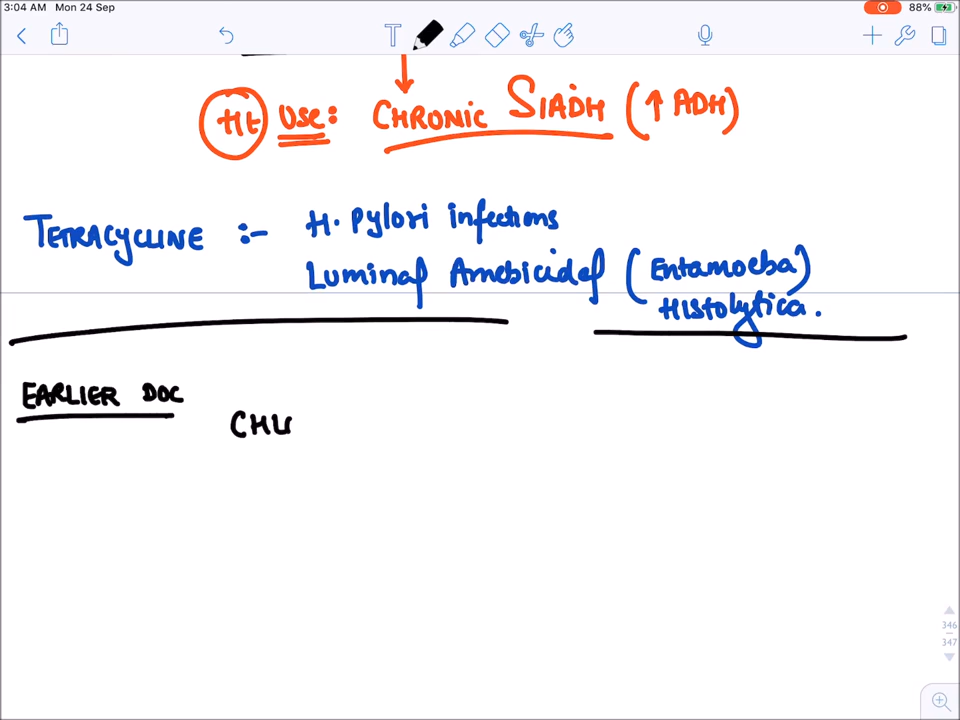 3:04 AM Mon 24 Sep
88%
T
Use: CHRONIC SIADH (↑ ADH)
TETRACYCLINE :- H. Pylori infections
Luminal Amebicidal (Entamoeba
Histolytica.)
EARLIER DOC
CHL
346
347